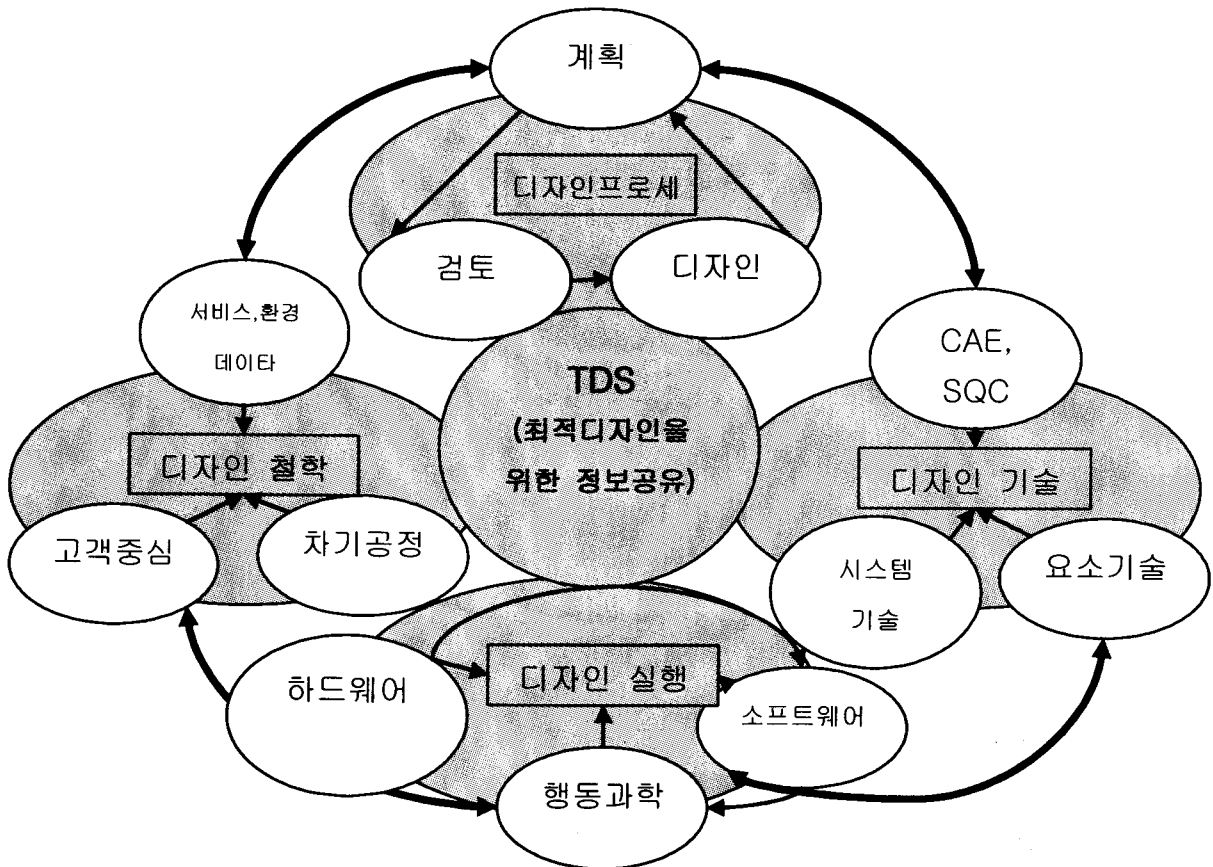 계획
디자인프로세
검토
디자인
서비스,환경
데이타
CAE,
SQC
TDS
(최적디자인을
위한 정보공유)
디자인 철학
디자인 기술
고객중심
차기공정
시스템
기술
요소기술
하드웨어
디자인 실행
소프트웨어
행동과학